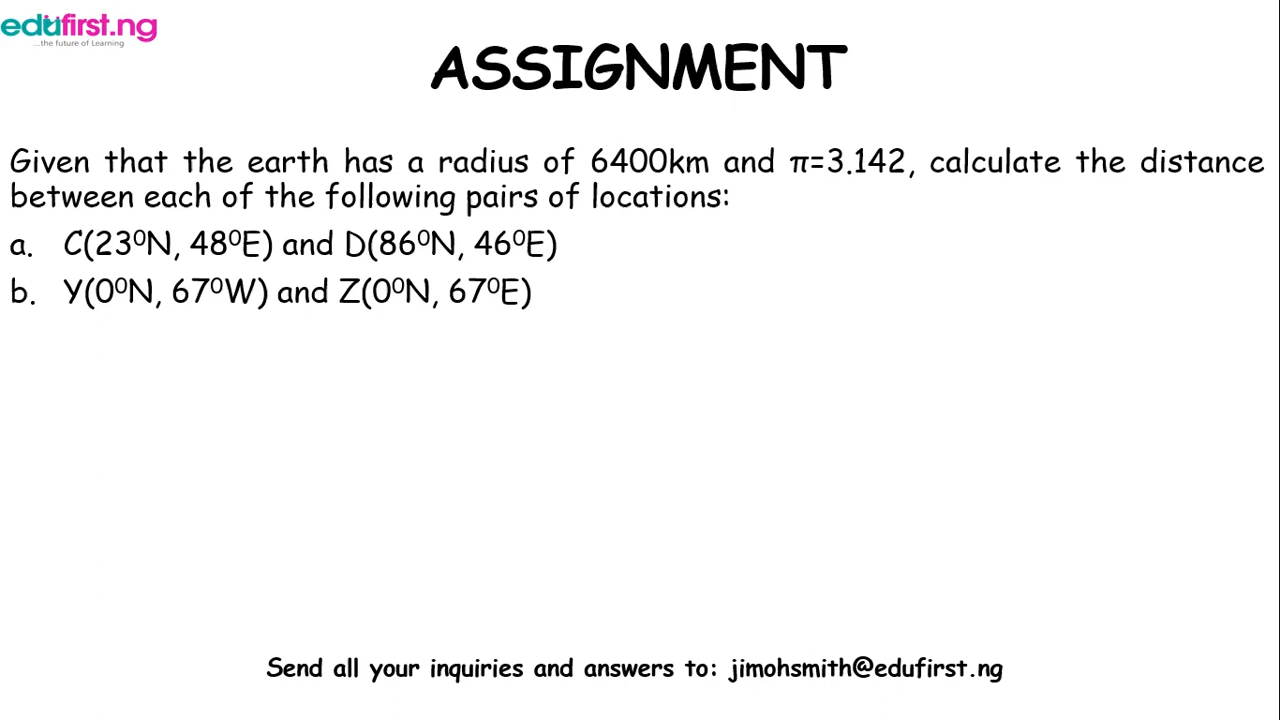 edufirst.ng
...the future of Learning
ASSIGNMENT
Given that the earth has a radius of 6400km and π=3.142, calculate the distance
between each of the following pairs of locations:
a. C(23⁰N, 48⁰E) and D(86⁰N, 46⁰E)
b. Y(0⁰N, 67⁰W) and Z(0⁰N, 67⁰E)
Send all your inquiries and answers to: jimohsmith@edufirst.ng